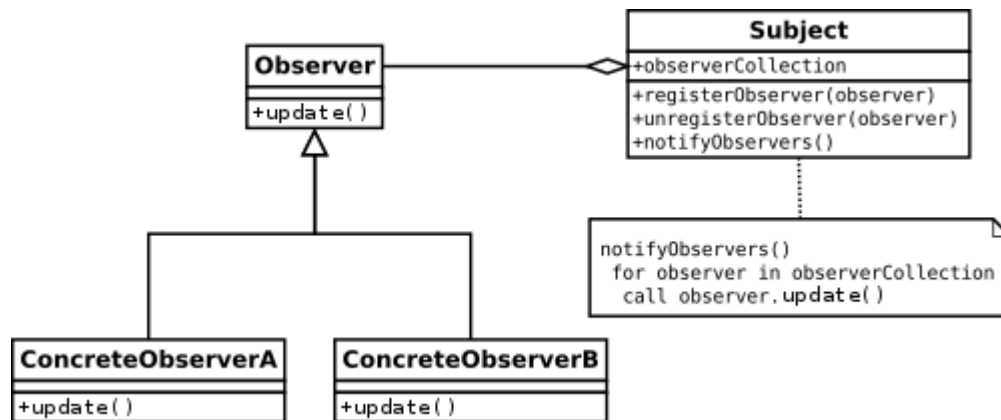 Observer
+update()
Subject
+observerCollection
+registerObserver(observer)
+unregisterObserver(observer)
+notifyObservers()
notifyObservers()
for observer in observerCollection
call observer.update()
ConcreteObserverA
+update()
ConcreteObserverB
+update()